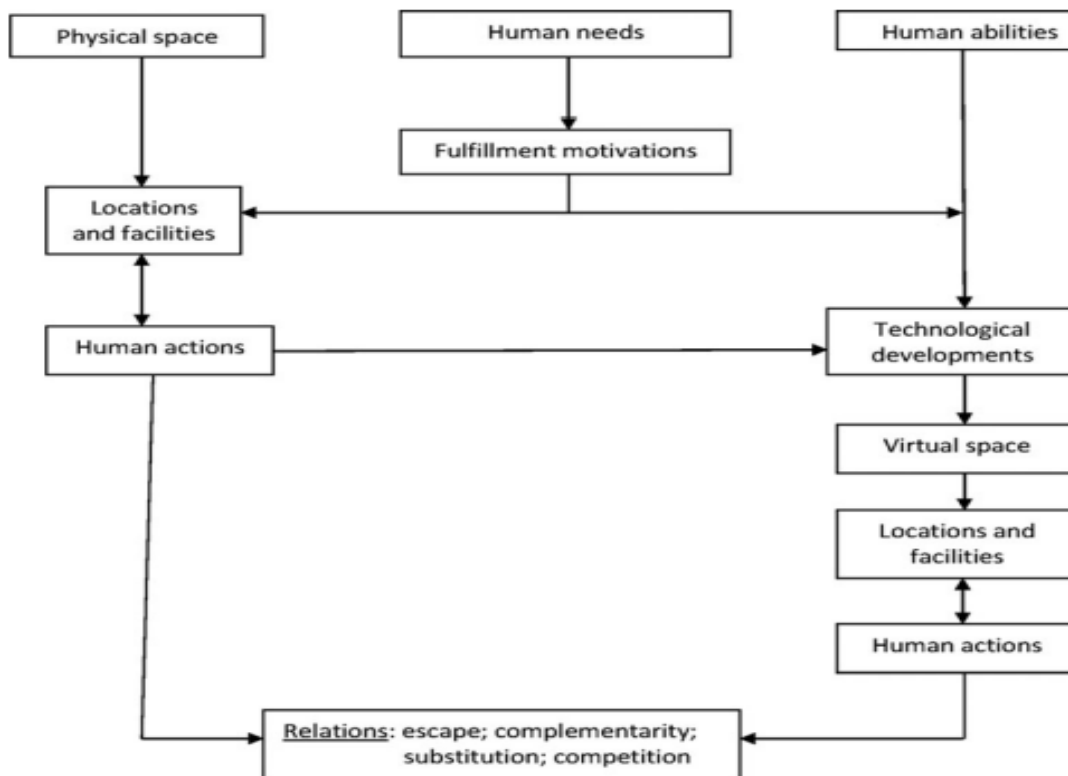 Physical space
Human needs
Human abilities
Fulfillment motivations
Locations
and facilities
Human actions
Technological
developments
Virtual space
Locations and
facilities
Human actions
Relations: escape; complementarity;
substitution; competition